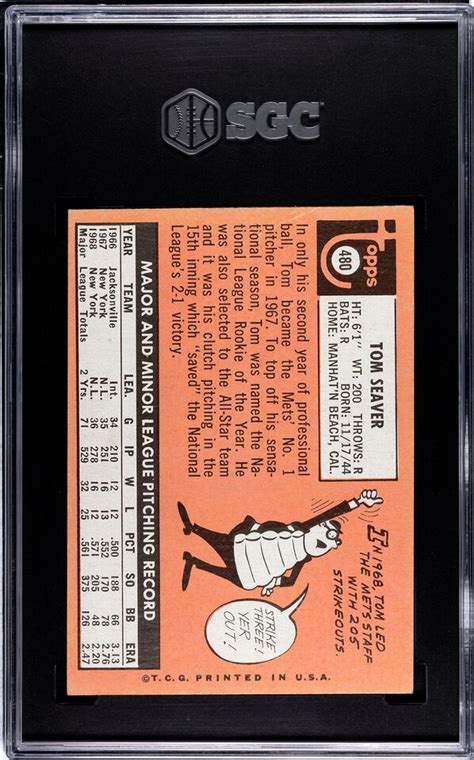 SGC
Topps
480
TOM SEAVER
HT: 6'1" WT: 200 THROWS: R
BATS: R BORN: 11/17/44
HOME: MANHAT'N BEACH, CAL.
In only his second year of professional
ball, Tom became the Mets' No. 1
pitcher in 1967. To top off his sensa-
tional season, Tom was named the Na-
tional League Rookie of the Year. He
was also selected to the All-Star team
and it was his clutch pitching in the
15th inning which "saved" the National
League's 2-1 victory.
IN 1968, TOM LED
THE METS STAFF
WITH 205
STRIKEOUTS.
STRIKE
THREE!
YER
OUT!
MAJOR AND MINOR LEAGUE PITCHING RECORD
YEAR TEAM LEA. G IP W L PCT SO BB ERA
1966 Jacksonville Int. 34 210 12 12 .500 188 66 3.13
1967 New York N.L. 35 251 16 13 .552 170 78 2.76
1968 New York N.L. 36 278 16 12 .571 205 48 2.20
Major League Totals 2 Yrs. 71 529 32 25 .561 375 126 2.47
©T.C.G. PRINTED IN U.S.A.